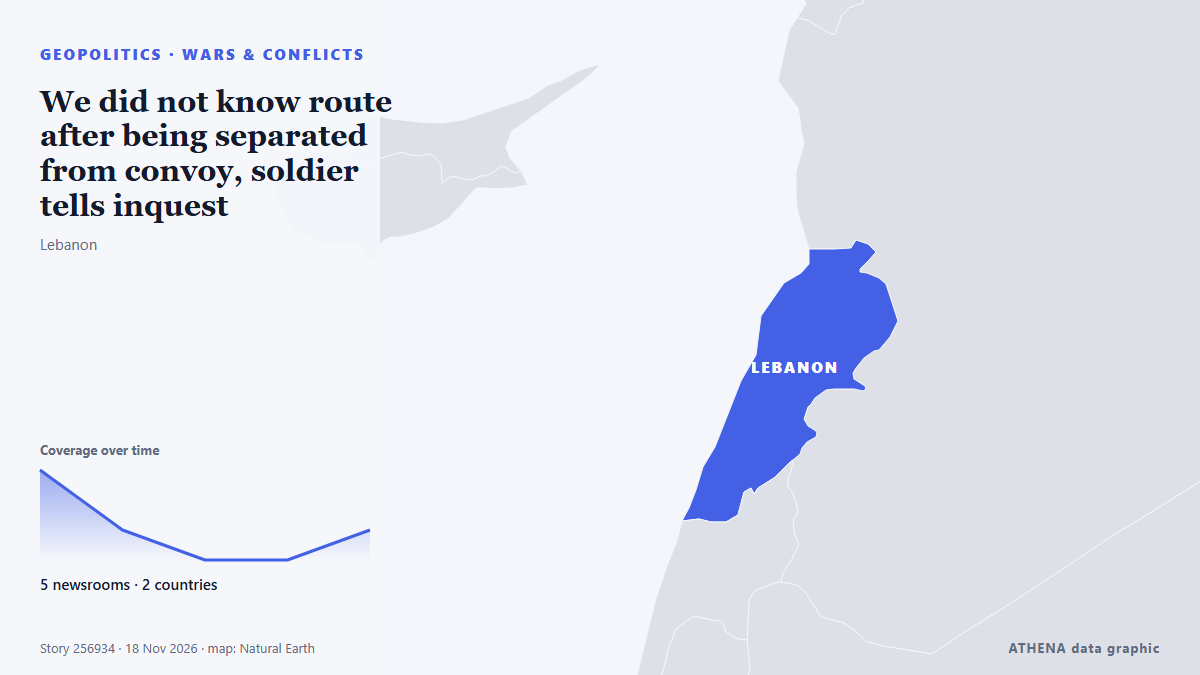 GEOPOLITICS · WARS & CONFLICTS
We did not know route
after being separated
from convoy, soldier
tells inquest
Lebanon
LEBANON
Coverage over time
5 newsrooms · 2 countries
Story 256934 · 18 Nov 2026 · map: Natural Earth
ATHENA data graphic